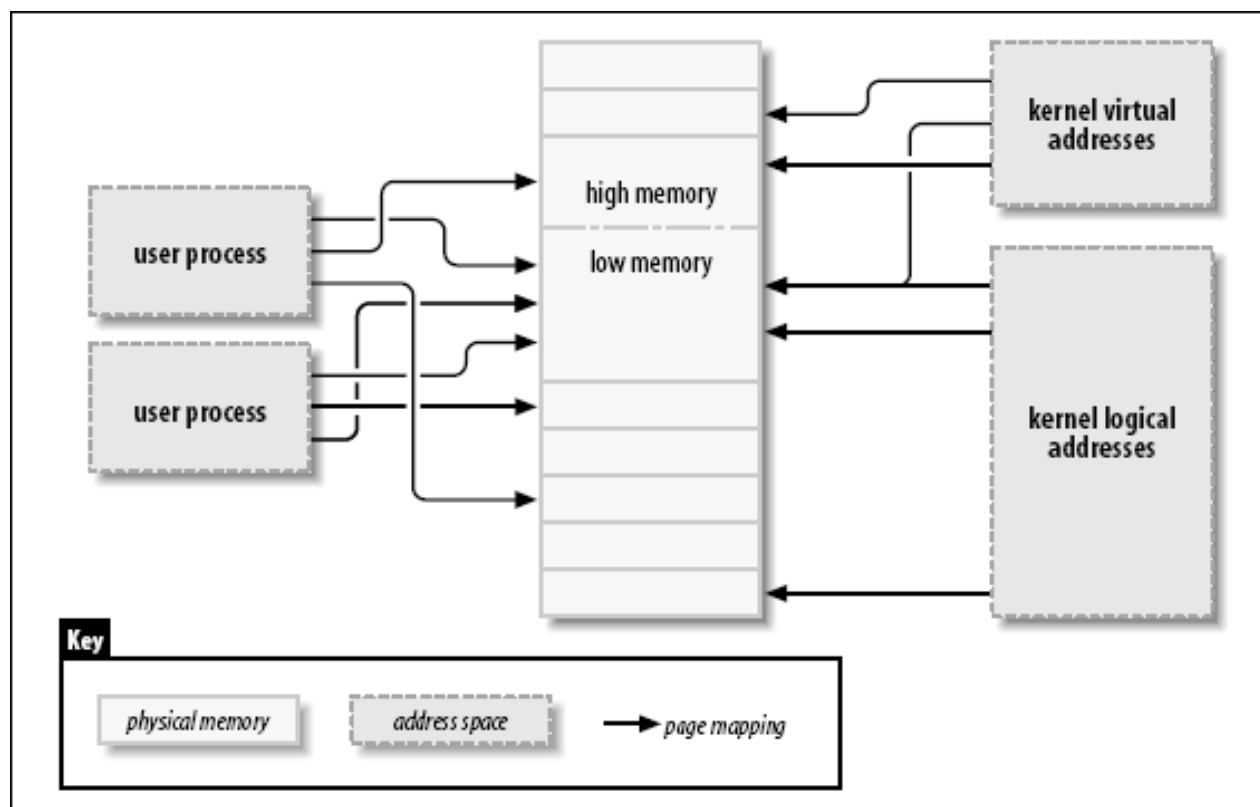 high memory
low memory
user process
user process
kernel virtual
addresses
kernel logical
addresses
Key
physical memory
address space
page mapping